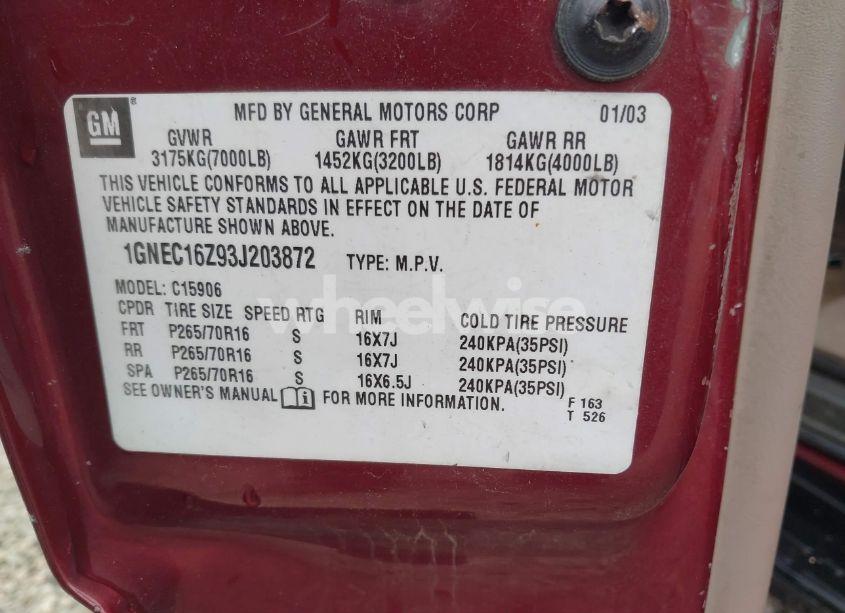 GM ® MFD BY GENERAL MOTORS CORP 01/03
GVWR GAWR FRT GAWR RR
3175KG(7000LB) 1452KG(3200LB) 1814KG(4000LB)
THIS VEHICLE CONFORMS TO ALL APPLICABLE U.S. FEDERAL MOTOR
VEHICLE SAFETY STANDARDS IN EFFECT ON THE DATE OF
MANUFACTURE SHOWN ABOVE.
1GNEC16Z93J203872 TYPE: M.P.V.
MODEL: C15906
wheelwise
CPDR TIRE SIZE SPEED RTG RIM COLD TIRE PRESSURE
FRT P265/70R16 S 16X7J 240KPA(35PSI)
RR P265/70R16 S 16X7J 240KPA(35PSI)
SPA P265/70R16 S 16X6.5J 240KPA(35PSI)
SEE OWNER'S MANUAL i FOR MORE INFORMATION.
F 163
T 526